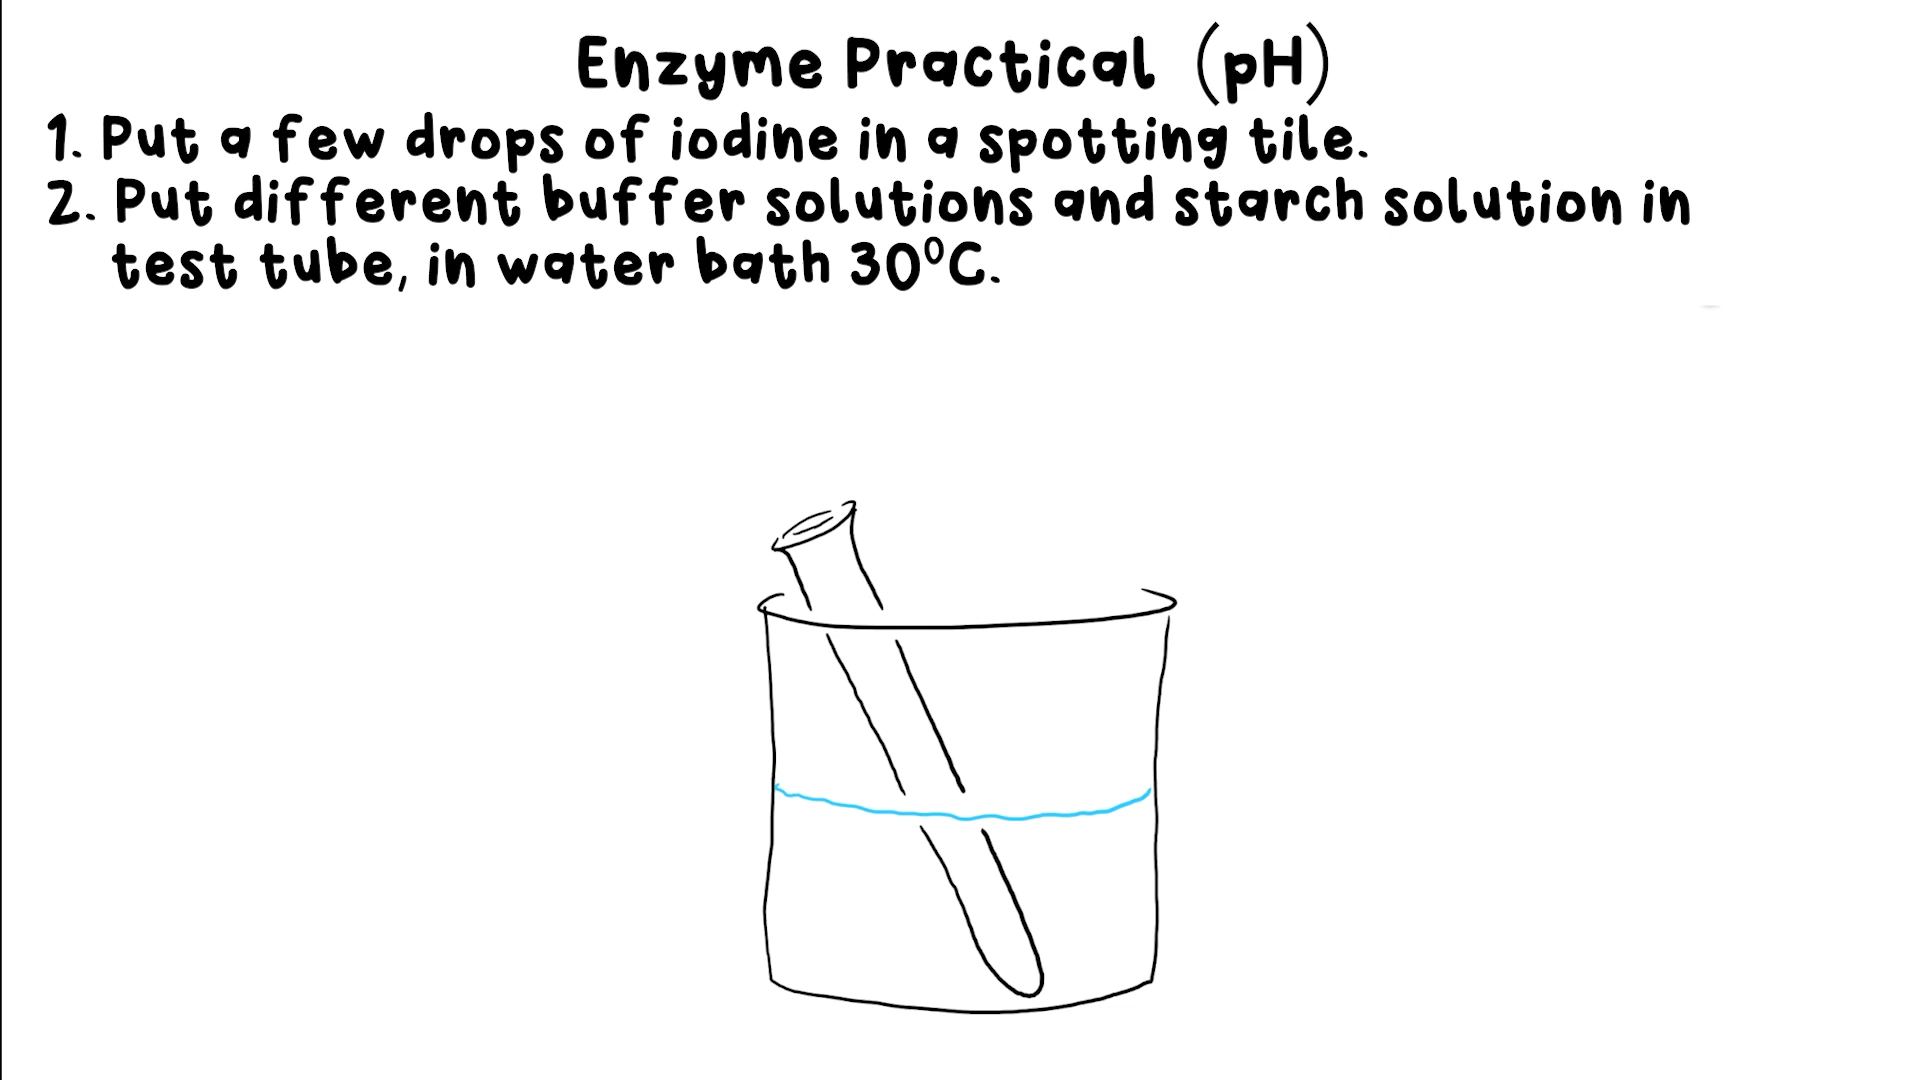 Enzyme Practical (pH)
1. Put a few drops of iodine in a spotting tile.
2. Put different buffer solutions and starch solution in
test tube, in water bath 30⁰C.